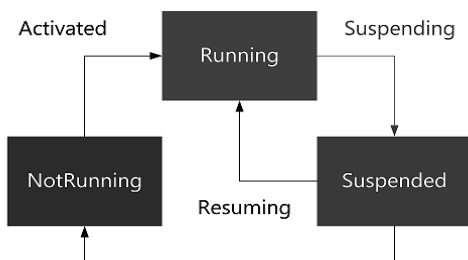 Activated
Suspending
Running
NotRunning
Suspended
Resuming